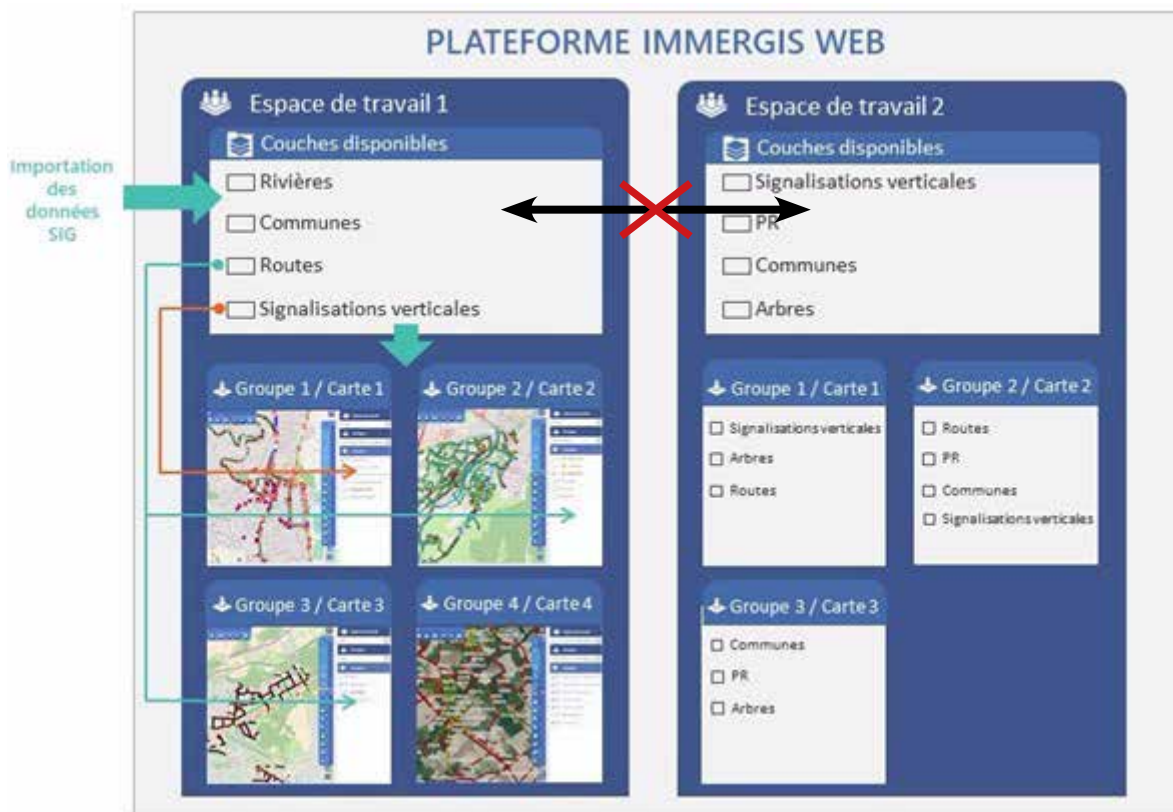 PLATEFORME IMMERGIS WEB
Importation
des
données
SIG
Espace de travail 1
Couches disponibles
Rivières
Communes
Routes
Signalisations verticales
Groupe 1 / Carte 1
Groupe 2 / Carte 2
Groupe 3 / Carte 3
Groupe 4 / Carte 4
Espace de travail 2
Couches disponibles
Signalisations verticales
PR
Communes
Arbres
Groupe 1 / Carte 1
Signalisations verticales
Arbres
Routes
Groupe 2 / Carte 2
Routes
PR
Communes
Signalisations verticales
Groupe 3 / Carte 3
Communes
PR
Arbres